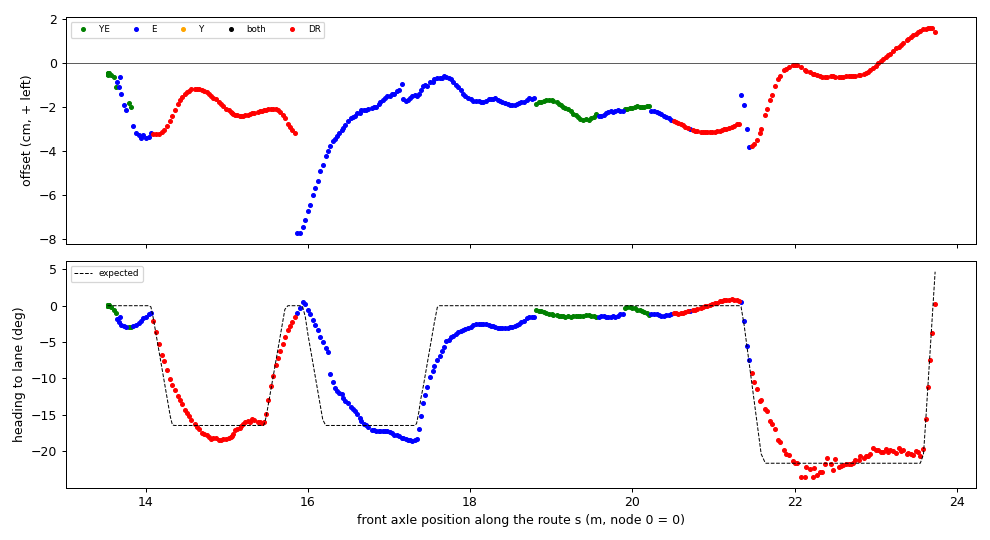 2
0
−2
−4
−6
−8
offset (cm, + left)
YE E Y both DR
5
0
−5
−10
−15
−20
heading to lane (deg)
expected
14 16 18 20 22 24
front axle position along the route s (m, node 0 = 0)